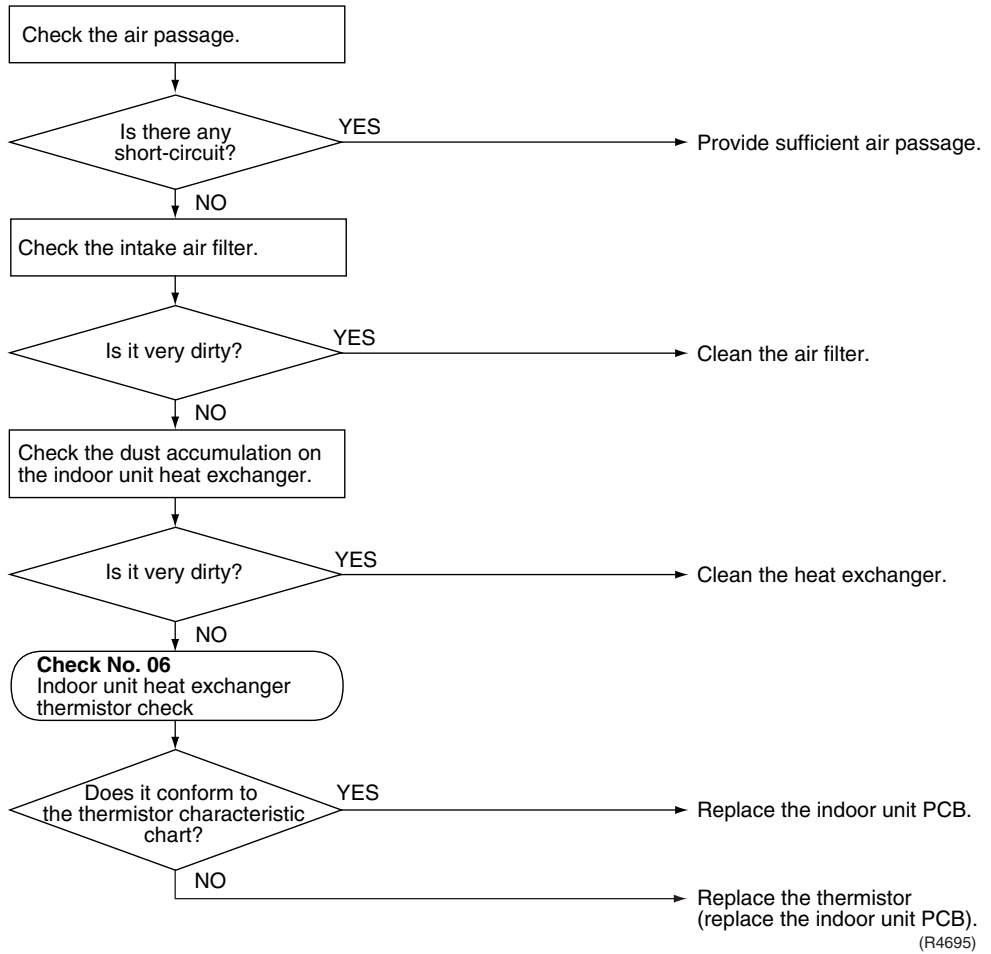 Check the air passage.
Is there any
short-circuit?
YES
Provide sufficient air passage.
NO
Check the intake air filter.
Is it very dirty?
YES
Clean the air filter.
NO
Check the dust accumulation on
the indoor unit heat exchanger.
Is it very dirty?
YES
Clean the heat exchanger.
NO
Check No. 06
Indoor unit heat exchanger
thermistor check
Does it conform to
the thermistor characteristic
chart?
YES
Replace the indoor unit PCB.
NO
Replace the thermistor
(replace the indoor unit PCB).
(R4695)